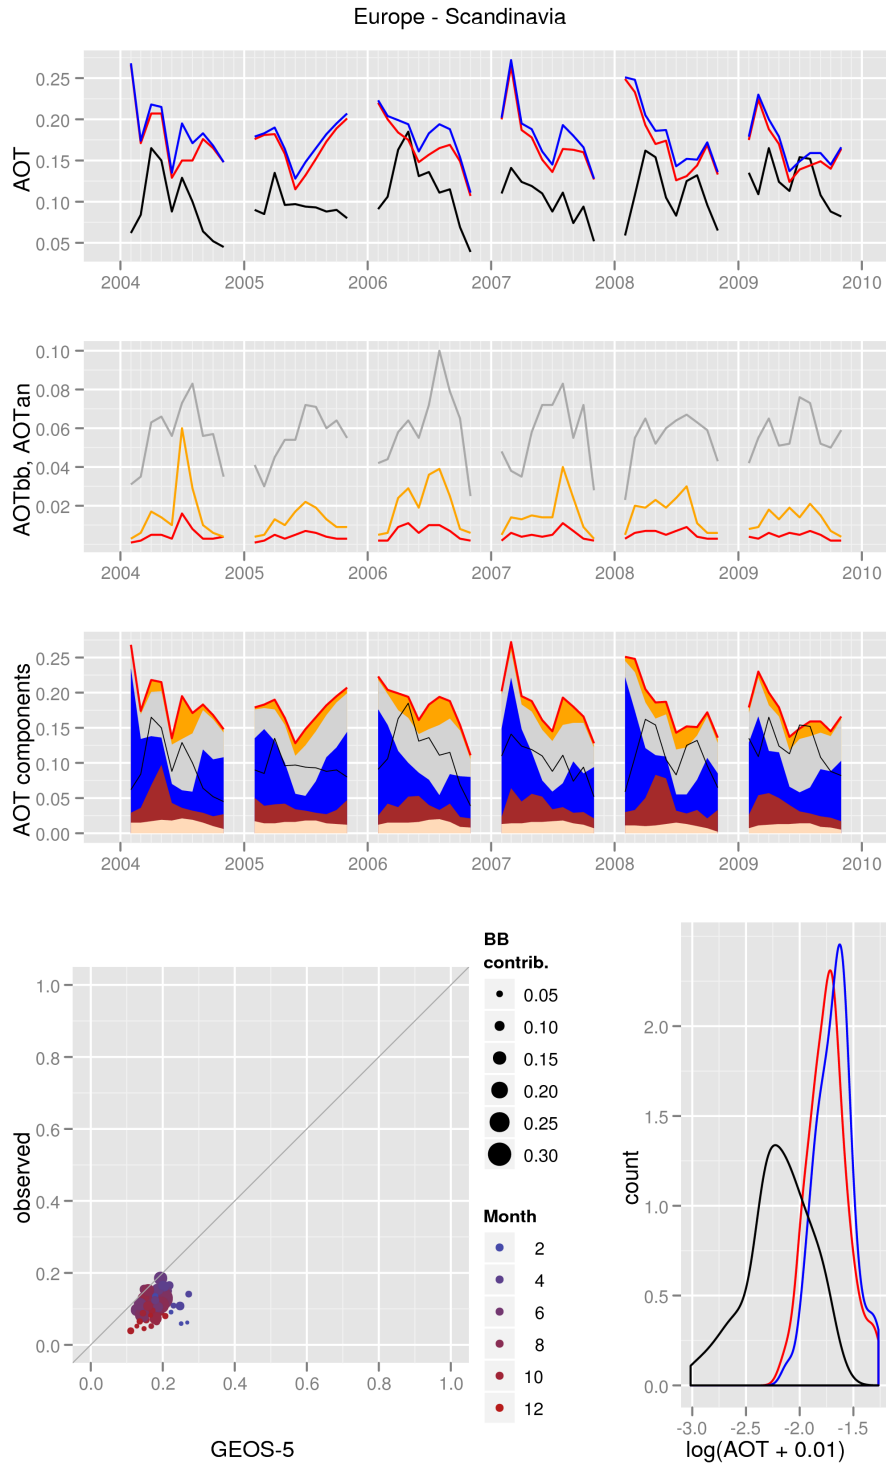 Europe - Scandinavia
AOT
0.25
0.20
0.15
0.10
0.05
2004 2005 2006 2007 2008 2009 2010
AOTbb, AOTan
0.10
0.08
0.06
0.04
0.02
2004 2005 2006 2007 2008 2009 2010
AOT components
0.25
0.20
0.15
0.10
0.05
0.00
2004 2005 2006 2007 2008 2009 2010
observed
1.0
0.8
0.6
0.4
0.2
0.0
0.0 0.2 0.4 0.6 0.8 1.0
GEOS-5
BB
contrib.
0.05
0.10
0.15
0.20
0.25
0.30
Month
2
4
6
8
10
12
count
2.0
1.5
1.0
0.5
0.0
-3.0 -2.5 -2.0 -1.5
log(AOT + 0.01)